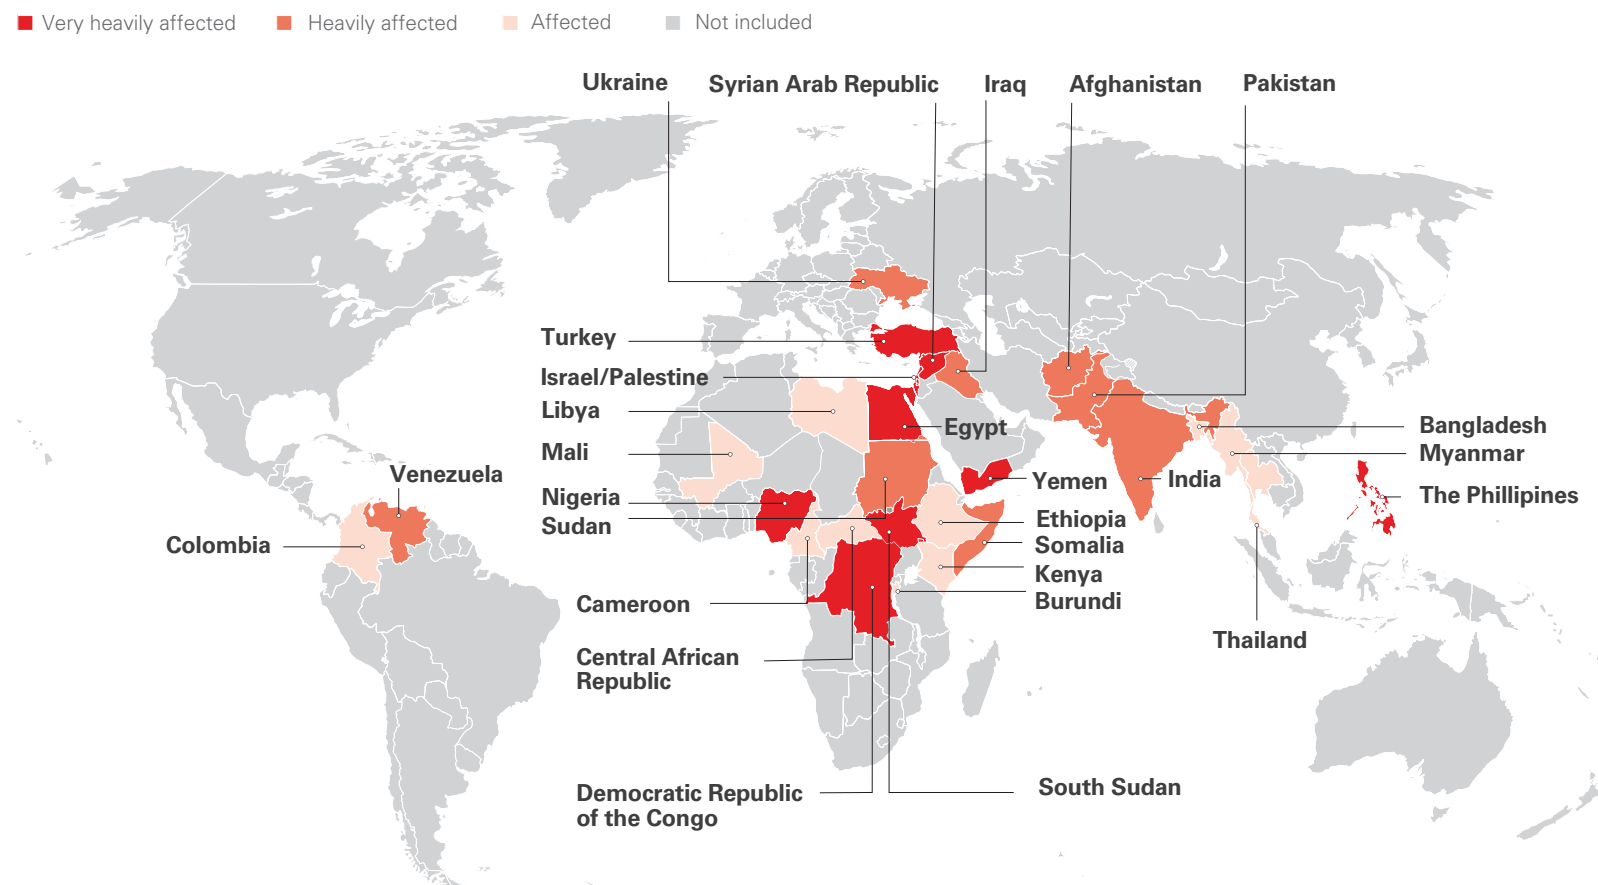 Very heavily affected
Heavily affected
Affected
Not included
Ukraine
Syrian Arab Republic
Iraq
Afghanistan
Pakistan
Turkey
Israel/Palestine
Libya
Egypt
Bangladesh
Mali
Myanmar
Venezuela
Yemen
India
Nigeria
The Phillipines
Sudan
Ethiopia
Colombia
Somalia
Kenya
Cameroon
Burundi
Thailand
Central African
Republic
South Sudan
Democratic Republic
of the Congo